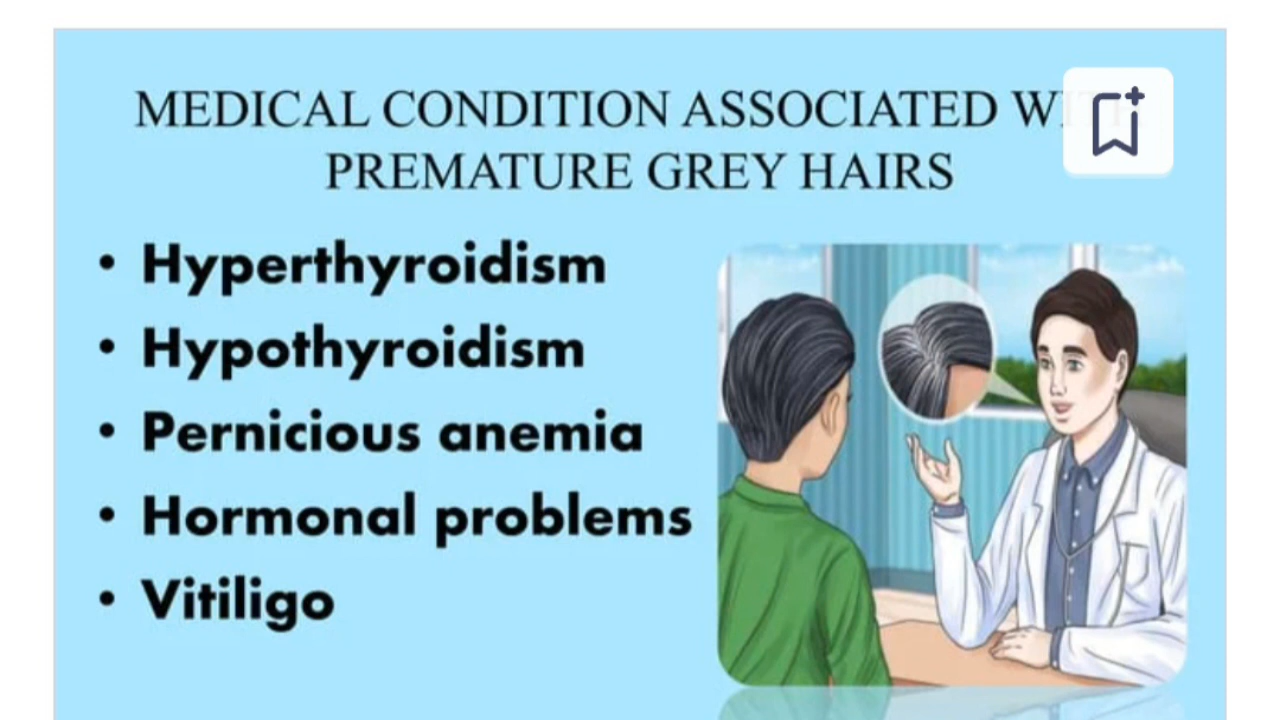 MEDICAL CONDITION ASSOCIATED
PREMATURE GREY HAIRS
• Hyperthyroidism
• Hypothyroidism
• Pernicious anemia
• Hormonal problems
• Vitiligo